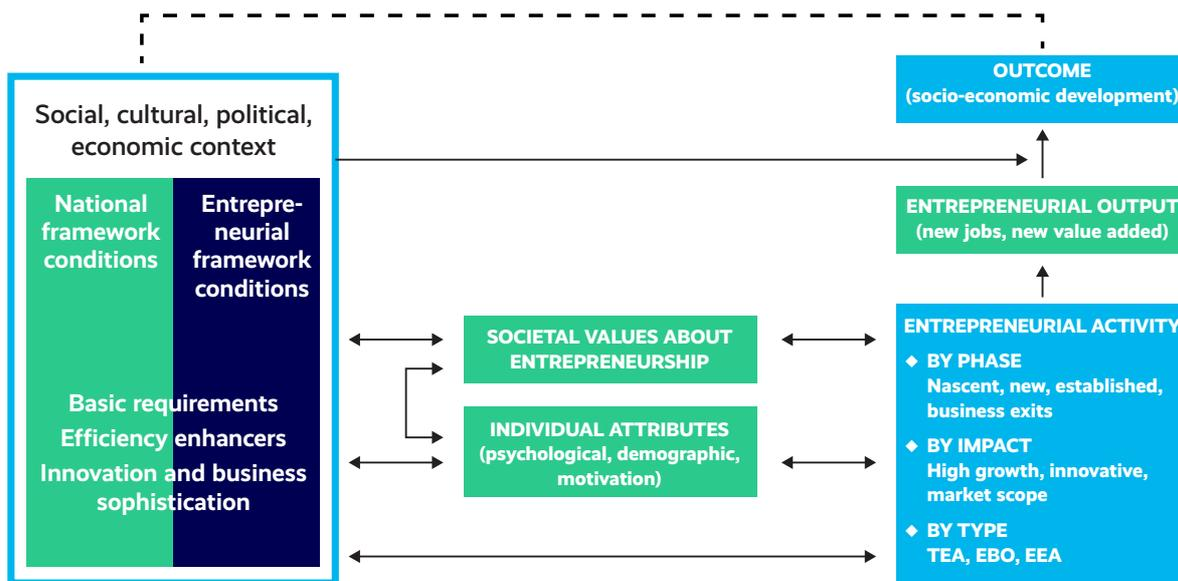 Social, cultural, political,
economic context
National
framework
conditions
Entrepre-
neurial
framework
conditions
Basic requirements
Efficiency enhancers
Innovation and business
sophistication
SOCIETAL VALUES ABOUT
ENTREPRENEURSHIP
INDIVIDUAL ATTRIBUTES
(psychological, demographic,
motivation)
OUTCOME
(socio-economic development)
ENTREPRENEURIAL OUTPUT
(new jobs, new value added)
ENTREPRENEURIAL ACTIVITY
◆ BY PHASE
Nascent, new, established,
business exits
◆ BY IMPACT
High growth, innovative,
market scope
◆ BY TYPE
TEA, EBO, EEA